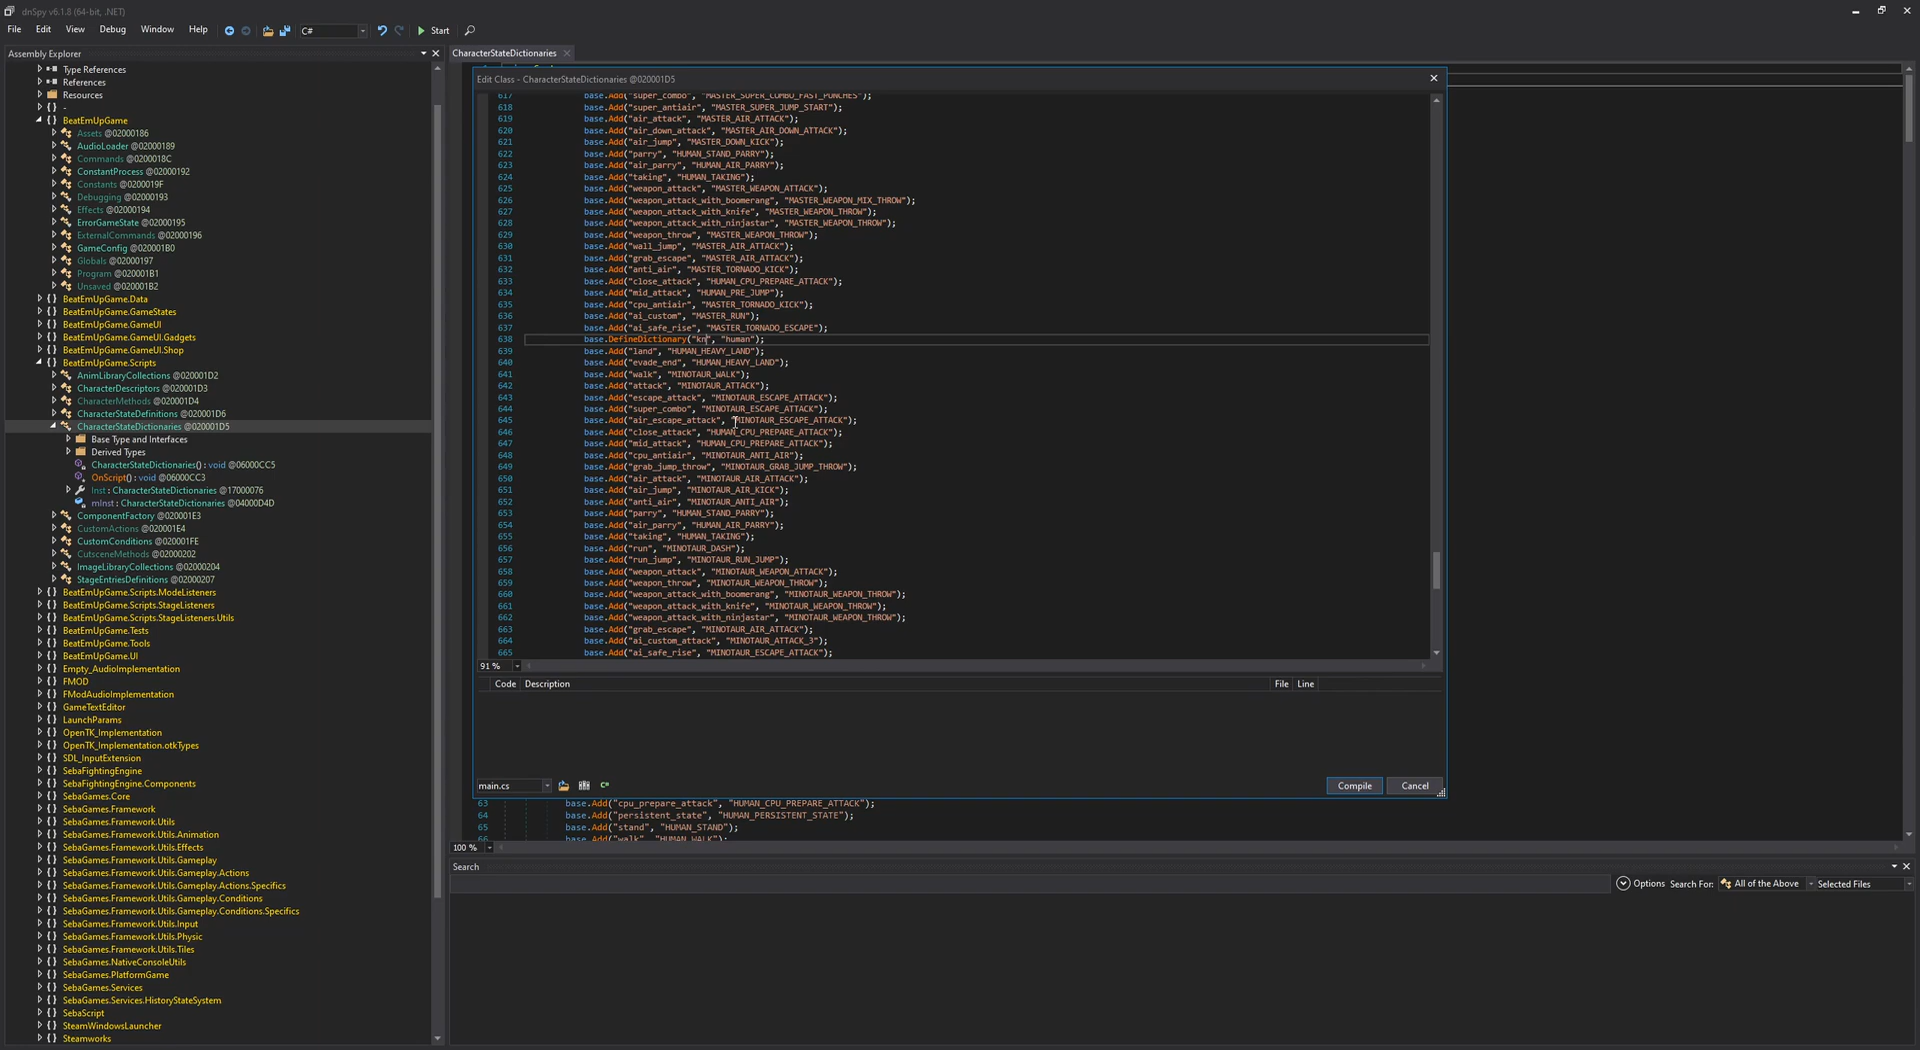 dnSpy v6.1.8 (64-bit, .NET)
File Edit View Debug Window Help C# Start
Assembly Explorer
CharacterStateDictionaries
Type References
References
Resources
{ } -
{ } BeatEmUpGame
Assets @02000186
AudioLoader @02000189
Commands @0200018C
ConstantProcess @02000192
Constants @0200019F
Debugging @02000193
Effects @02000194
ErrorGameState @02000195
ExternalCommands @02000196
GameConfig @020001B0
Globals @02000197
Program @020001B1
Unsaved @020001B2
{ } BeatEmUpGame.Data
{ } BeatEmUpGame.GameStates
{ } BeatEmUpGame.GameUI
{ } BeatEmUpGame.GameUI.Gadgets
{ } BeatEmUpGame.GameUI.Shop
{ } BeatEmUpGame.Scripts
AnimLibraryCollections @020001D2
CharacterDescriptors @020001D3
CharacterMethods @020001D4
CharacterStateDefinitions @020001D6
CharacterStateDictionaries @020001D5
Base Type and Interfaces
Derived Types
CharacterStateDictionaries() : void @06000CC5
OnScript() : void @06000CC3
Inst : CharacterStateDictionaries @17000076
mInst : CharacterStateDictionaries @04000D4D
ComponentFactory @020001E3
CustomActions @020001E4
CustomConditions @020001FE
CutsceneMethods @02000202
ImageLibraryCollections @02000204
StageEntriesDefinitions @02000207
{ } BeatEmUpGame.Scripts.ModeListeners
{ } BeatEmUpGame.Scripts.StageListeners
{ } BeatEmUpGame.Scripts.StageListeners.Utils
{ } BeatEmUpGame.Tests
{ } BeatEmUpGame.Tools
{ } BeatEmUpGame.UI
{ } Empty_AudioImplementation
{ } FMOD
{ } FModAudioImplementation
{ } GameTextEditor
{ } LaunchParams
{ } OpenTK_Implementation
{ } OpenTK_Implementation.otkTypes
{ } SDL_InputExtension
{ } SebaFightingEngine
{ } SebaFightingEngine.Components
{ } SebaGames.Core
{ } SebaGames.Framework
{ } SebaGames.Framework.Utils
{ } SebaGames.Framework.Utils.Animation
{ } SebaGames.Framework.Utils.Effects
{ } SebaGames.Framework.Utils.Gameplay
{ } SebaGames.Framework.Utils.Gameplay.Actions
{ } SebaGames.Framework.Utils.Gameplay.Actions.Specifics
{ } SebaGames.Framework.Utils.Gameplay.Conditions
{ } SebaGames.Framework.Utils.Gameplay.Conditions.Specifics
{ } SebaGames.Framework.Utils.Input
{ } SebaGames.Framework.Utils.Physic
{ } SebaGames.Framework.Utils.Tiles
{ } SebaGames.NativeConsoleUtils
{ } SebaGames.PlatformGame
{ } SebaGames.Services
{ } SebaGames.Services.HistoryStateSystem
{ } SebaScript
{ } SteamWindowsLauncher
{ } Steamworks
Edit Class - CharacterStateDictionaries @020001D5
617 base.Add("super_combo", "MASTER_SUPER_COMBO_FAST_PUNCHES");
618 base.Add("super_antiair", "MASTER_SUPER_JUMP_START");
619 base.Add("air_attack", "MASTER_AIR_ATTACK");
620 base.Add("air_down_attack", "MASTER_AIR_DOWN_ATTACK");
621 base.Add("air_jump", "MASTER_DOWN_KICK");
622 base.Add("parry", "HUMAN_STAND_PARRY");
623 base.Add("air_parry", "HUMAN_AIR_PARRY");
624 base.Add("taking", "HUMAN_TAKING");
625 base.Add("weapon_attack", "MASTER_WEAPON_ATTACK");
626 base.Add("weapon_attack_with_boomerang", "MASTER_WEAPON_MIX_THROW");
627 base.Add("weapon_attack_with_knife", "MASTER_WEAPON_THROW");
628 base.Add("weapon_attack_with_ninjastar", "MASTER_WEAPON_THROW");
629 base.Add("weapon_throw", "MASTER_WEAPON_THROW");
630 base.Add("wall_jump", "MASTER_AIR_ATTACK");
631 base.Add("grab_escape", "MASTER_AIR_ATTACK");
632 base.Add("anti_air", "MASTER_TORNADO_KICK");
633 base.Add("close_attack", "HUMAN_CPU_PREPARE_ATTACK");
634 base.Add("mid_attack", "HUMAN_PRE_JUMP");
635 base.Add("cpu_antiair", "MASTER_TORNADO_KICK");
636 base.Add("ai_custom", "MASTER_RUN");
637 base.Add("ai_safe_rise", "MASTER_TORNADO_ESCAPE");
638 base.DefineDictionary("kn", "human");
639 base.Add("land", "HUMAN_HEAVY_LAND");
640 base.Add("evade_end", "HUMAN_HEAVY_LAND");
641 base.Add("walk", "MINOTAUR_WALK");
642 base.Add("attack", "MINOTAUR_ATTACK");
643 base.Add("escape_attack", "MINOTAUR_ESCAPE_ATTACK");
644 base.Add("super_combo", "MINOTAUR_ESCAPE_ATTACK");
645 base.Add("air_escape_attack", "MINOTAUR_ESCAPE_ATTACK");
646 base.Add("close_attack", "HUMAN_CPU_PREPARE_ATTACK");
647 base.Add("mid_attack", "HUMAN_CPU_PREPARE_ATTACK");
648 base.Add("cpu_antiair", "MINOTAUR_ANTI_AIR");
649 base.Add("grab_jump_throw", "MINOTAUR_GRAB_JUMP_THROW");
650 base.Add("air_attack", "MINOTAUR_AIR_ATTACK");
651 base.Add("air_jump", "MINOTAUR_AIR_KICK");
652 base.Add("anti_air", "MINOTAUR_ANTI_AIR");
653 base.Add("parry", "HUMAN_STAND_PARRY");
654 base.Add("air_parry", "HUMAN_AIR_PARRY");
655 base.Add("taking", "HUMAN_TAKING");
656 base.Add("run", "MINOTAUR_DASH");
657 base.Add("run_jump", "MINOTAUR_RUN_JUMP");
658 base.Add("weapon_attack", "MINOTAUR_WEAPON_ATTACK");
659 base.Add("weapon_throw", "MINOTAUR_WEAPON_THROW");
660 base.Add("weapon_attack_with_boomerang", "MINOTAUR_WEAPON_THROW");
661 base.Add("weapon_attack_with_knife", "MINOTAUR_WEAPON_THROW");
662 base.Add("weapon_attack_with_ninjastar", "MINOTAUR_WEAPON_THROW");
663 base.Add("grab_escape", "MINOTAUR_AIR_ATTACK");
664 base.Add("ai_custom_attack", "MINOTAUR_ATTACK_3");
665 base.Add("ai_safe_rise", "MINOTAUR_ESCAPE_ATTACK");
91 %
Code Description File Line
main.cs C# Compile Cancel
63 base.Add("cpu_prepare_attack", "HUMAN_CPU_PREPARE_ATTACK");
64 base.Add("persistent_state", "HUMAN_PERSISTENT_STATE");
65 base.Add("stand", "HUMAN_STAND");
66 base.Add("walk", "HUMAN_WALK");
100 %
Search
Options Search For: All of the Above Selected Files